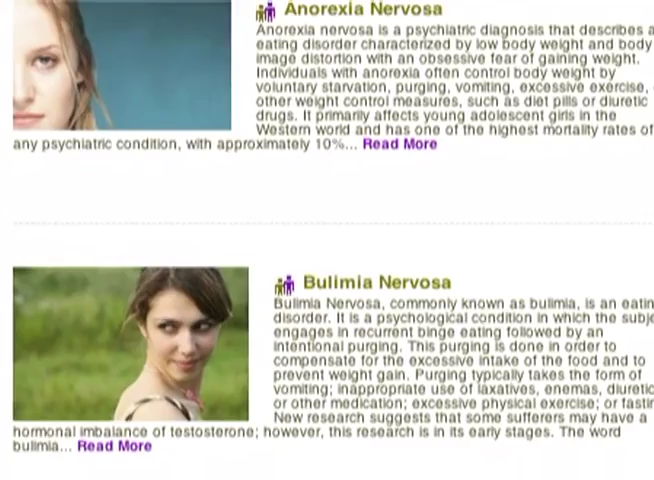 Anorexia Nervosa
Anorexia nervosa is a psychiatric diagnosis that describes a
eating disorder characterized by low body weight and body
image distortion with an obsessive fear of gaining weight.
Individuals with anorexia often control body weight by
voluntary starvation, purging, vomiting, excessive exercise,
other weight control measures, such as diet pills or diuretic
drugs. It primarily affects young adolescent girls in the
Western world and has one of the highest mortality rates of
any psychiatric condition, with approximately 10%... Read More
Bulimia Nervosa
Bulimia Nervosa, commonly known as bulimia, is an eatin
disorder. It is a psychological condition in which the subje
engages in recurrent binge eating followed by an
intentional purging. This purging is done in order to
compensate for the excessive intake of the food and to
prevent weight gain. Purging typically takes the form of
vomiting; inappropriate use of laxatives, enemas, diuretic
or other medication; excessive physical exercise; or fastin
New research suggests that some sufferers may have a
hormonal imbalance of testosterone; however, this research is in its early stages. The word
bulimia... Read More